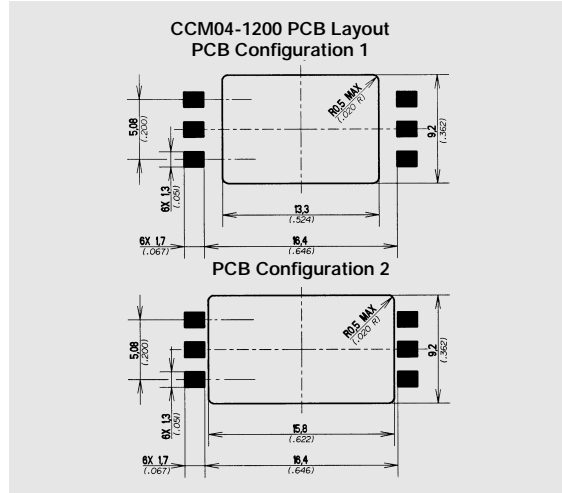 CCM04-1200 PCB Layout
PCB Configuration 1
R0,5 MAX
(.020 R)
5,08
(.200)
9,2
(.362)
6X 1,3
(.051)
13,3
(.524)
6X 1,7
(.067)
16,4
(.646)
PCB Configuration 2
R0,5 MAX
(.020 R)
5,08
(.200)
9,2
(.362)
6X 1,3
(.051)
15,8
(.622)
6X 1,7
(.067)
16,4
(.646)